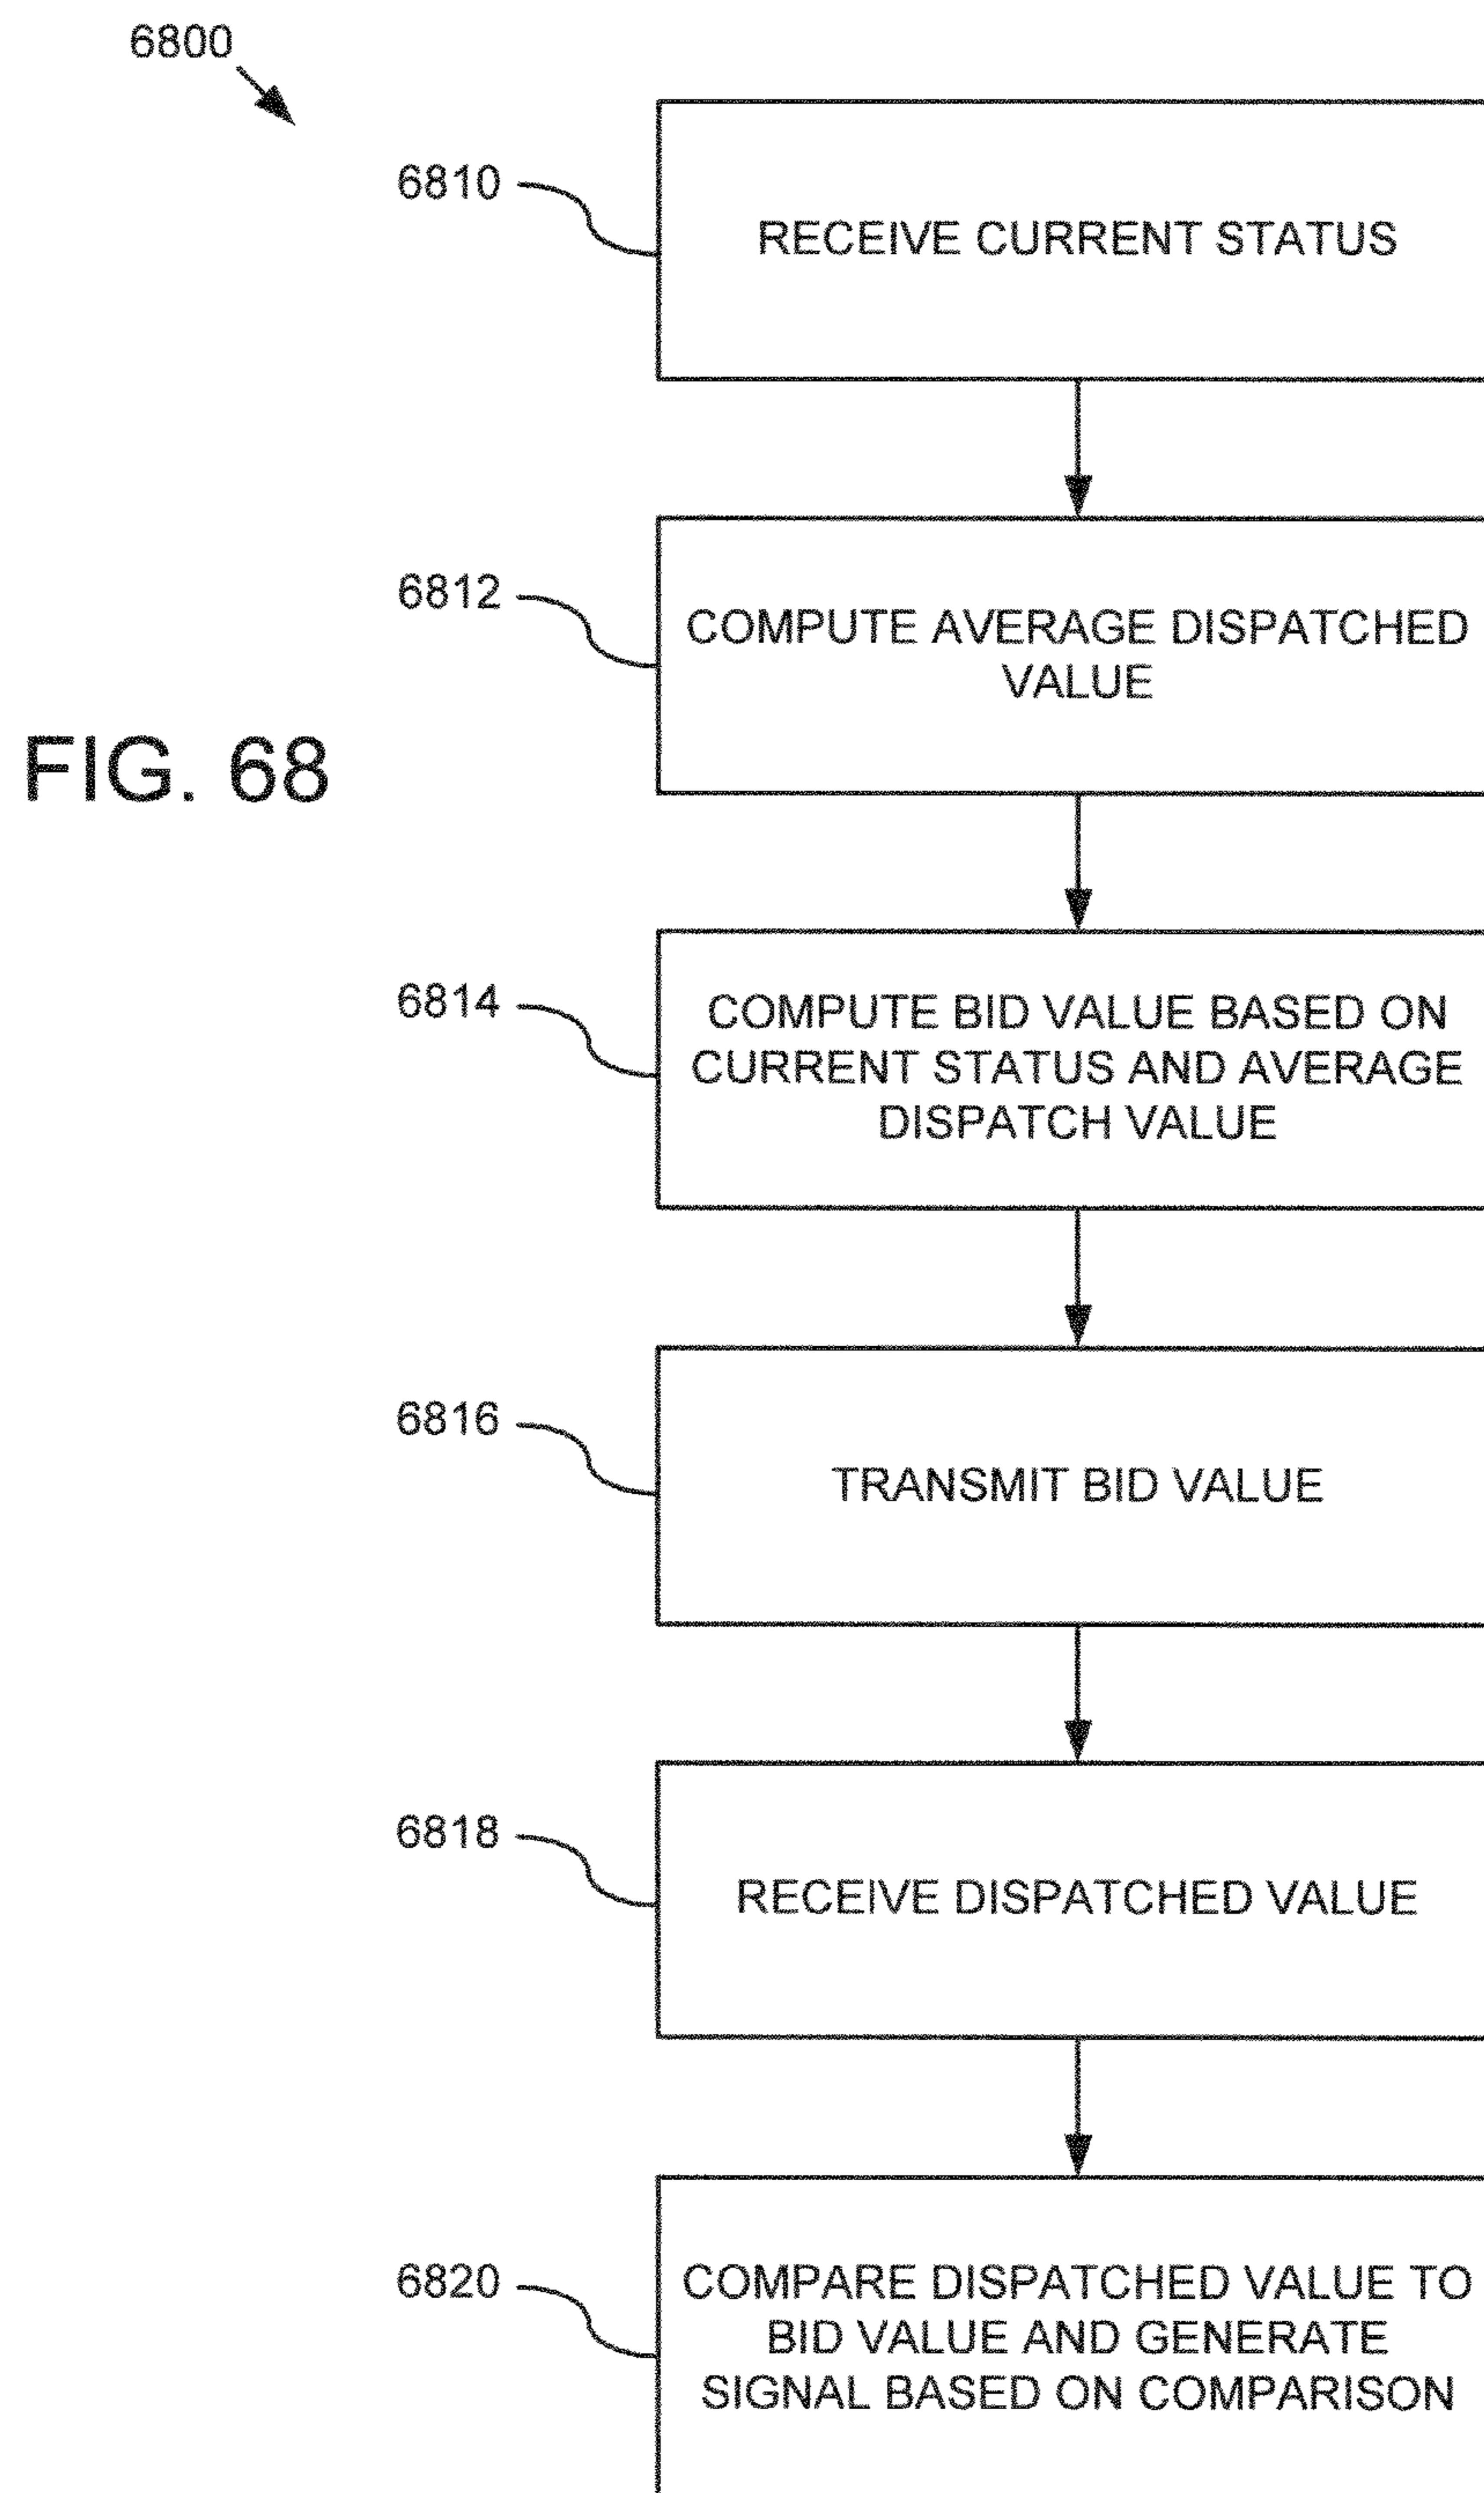 6800
6810
RECEIVE CURRENT STATUS
6812
COMPUTE AVERAGE DISPATCHED
VALUE
FIG. 68
6814
COMPUTE BID VALUE BASED ON
CURRENT STATUS AND AVERAGE
DISPATCH VALUE
6816
TRANSMIT BID VALUE
6818
RECEIVE DISPATCHED VALUE
6820
COMPARE DISPATCHED VALUE TO
BID VALUE AND GENERATE
SIGNAL BASED ON COMPARISON